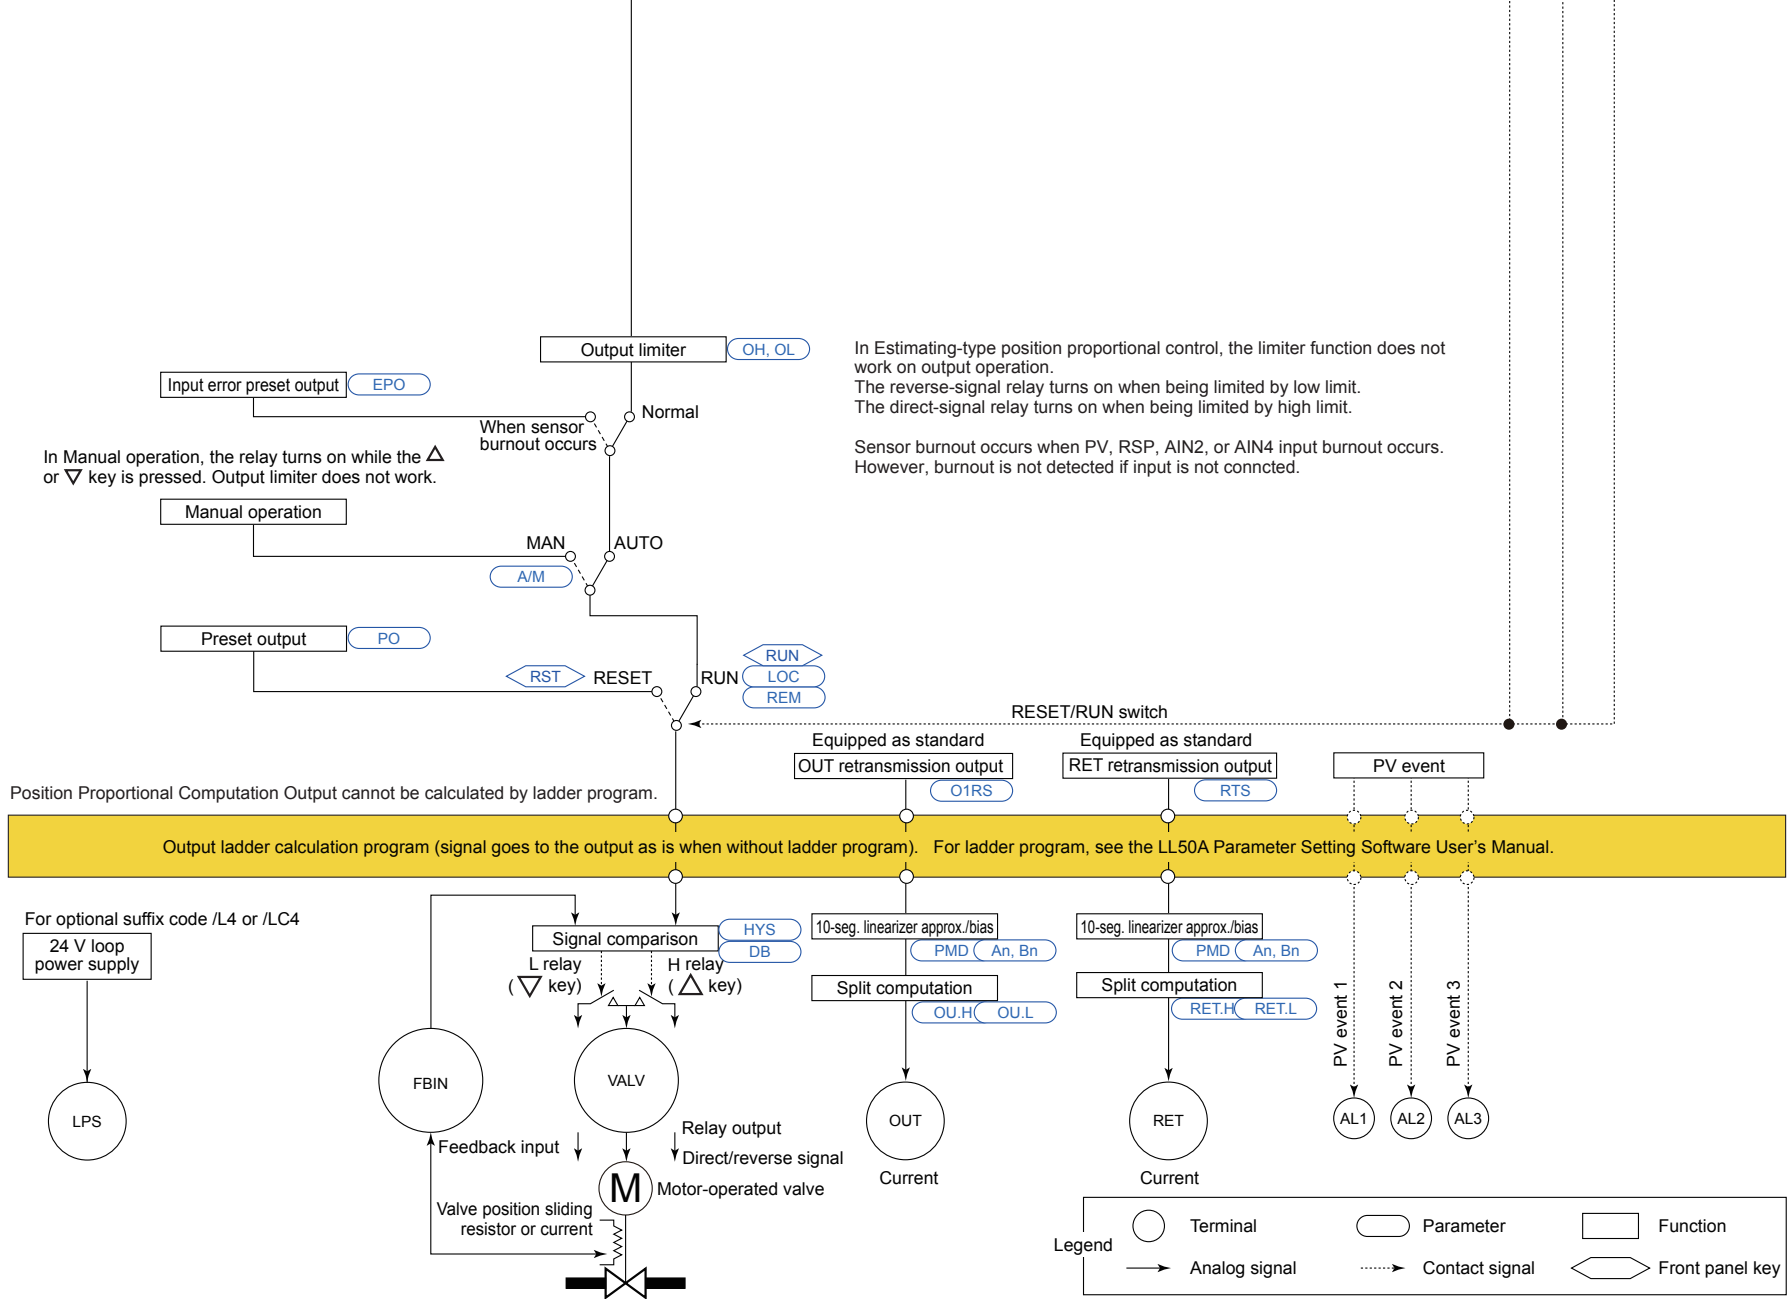 Output limiter
OH, OL
In Estimating-type position proportional control, the limiter function does not
work on output operation.
The reverse-signal relay turns on when being limited by low limit.
The direct-signal relay turns on when being limited by high limit.
Sensor burnout occurs when PV, RSP, AIN2, or AIN4 input burnout occurs.
However, burnout is not detected if input is not conncted.
Input error preset output
EPO
Normal
When sensor
burnout occurs
In Manual operation, the relay turns on while the △
or ▽ key is pressed. Output limiter does not work.
Manual operation
MAN
AUTO
A/M
Preset output
PO
RST
RESET
RUN
RUN
LOC
REM
RESET/RUN switch
Equipped as standard
OUT retransmission output
O1RS
Equipped as standard
RET retransmission output
RTS
PV event
Position Proportional Computation Output cannot be calculated by ladder program.
Output ladder calculation program (signal goes to the output as is when without ladder program). For ladder program, see the LL50A Parameter Setting Software User's Manual.
For optional suffix code /L4 or /LC4
24 V loop
power supply
LPS
Signal comparison
HYS
DB
L relay
(▽ key)
H relay
(△ key)
FBIN
VALV
Feedback input
Relay output
Direct/reverse signal
M
Motor-operated valve
Valve position sliding
resistor or current
10-seg. linearizer approx./bias
PMD
An, Bn
Split computation
OU.H
OU.L
OUT
Current
10-seg. linearizer approx./bias
PMD
An, Bn
Split computation
RET.H
RET.L
RET
Current
PV event 1
PV event 2
PV event 3
AL1
AL2
AL3
Legend
Terminal
Parameter
Function
Analog signal
Contact signal
Front panel key